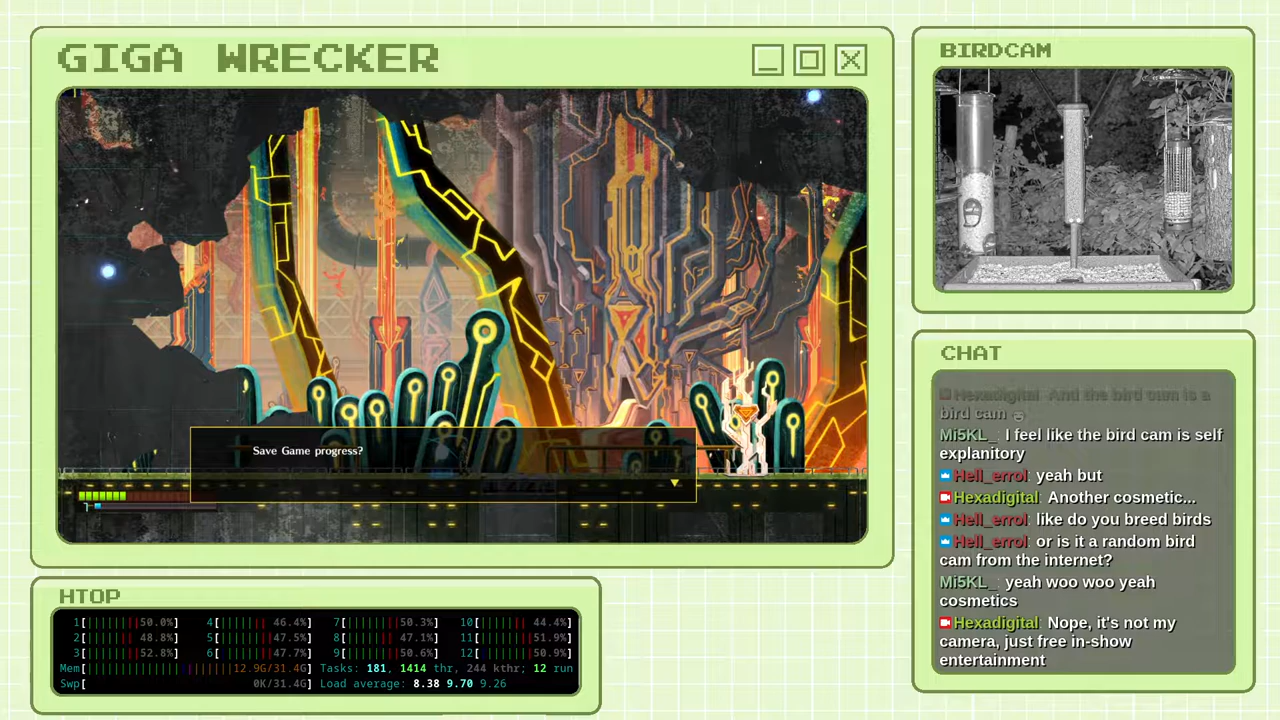 GIGA WRECKER
BIRDCAM
Save Game progress?
CHAT
Hexadigital: And the bird cam is a
bird cam
Mi5KL_: I feel like the bird cam is self
explanitory
Hell_errol: yeah but
Hexadigital: Another cosmetic...
Hell_errol: like do you breed birds
Hell_errol: or is it a random bird
cam from the internet?
Mi5KL_: yeah woo woo yeah
cosmetics
Hexadigital: Nope, it's not my
camera, just free in-show
entertainment
HTOP
1[||||||||50.0%] 4[||||||| 46.4%] 7[||||||||50.3%] 10[||||||| 44.4%]
2[||||||| 48.8%] 5[||||||| 47.5%] 8[||||||| 47.1%] 11[||||||||51.9%]
3[||||||||52.8%] 6[||||||| 47.7%] 9[||||||||50.6%] 12[||||||||50.9%]
Mem[||||||||||||||||||||12.9G/31.4G] Tasks: 181, 1414 thr, 244 kthr; 12 run
Swp[ 0K/31.4G] Load average: 8.38 9.70 9.26